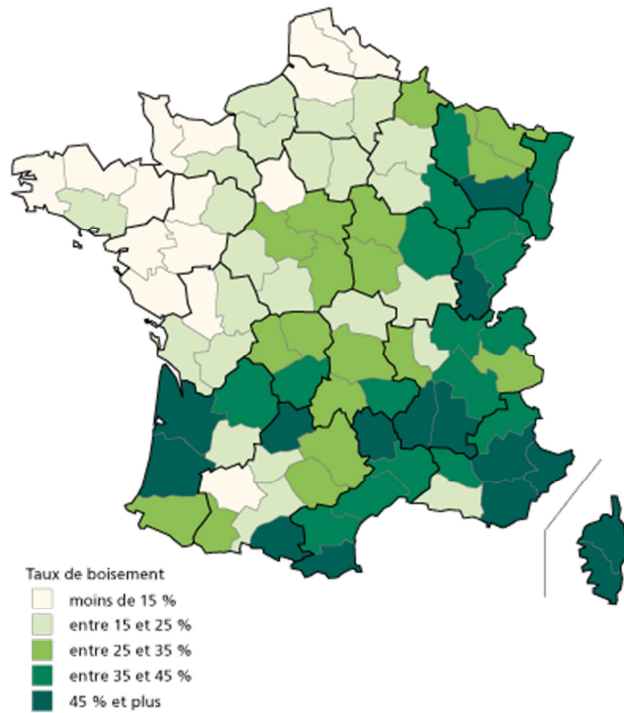 Taux de boisement
moins de 15 %
entre 15 et 25 %
entre 25 et 35 %
entre 35 et 45 %
45 % et plus